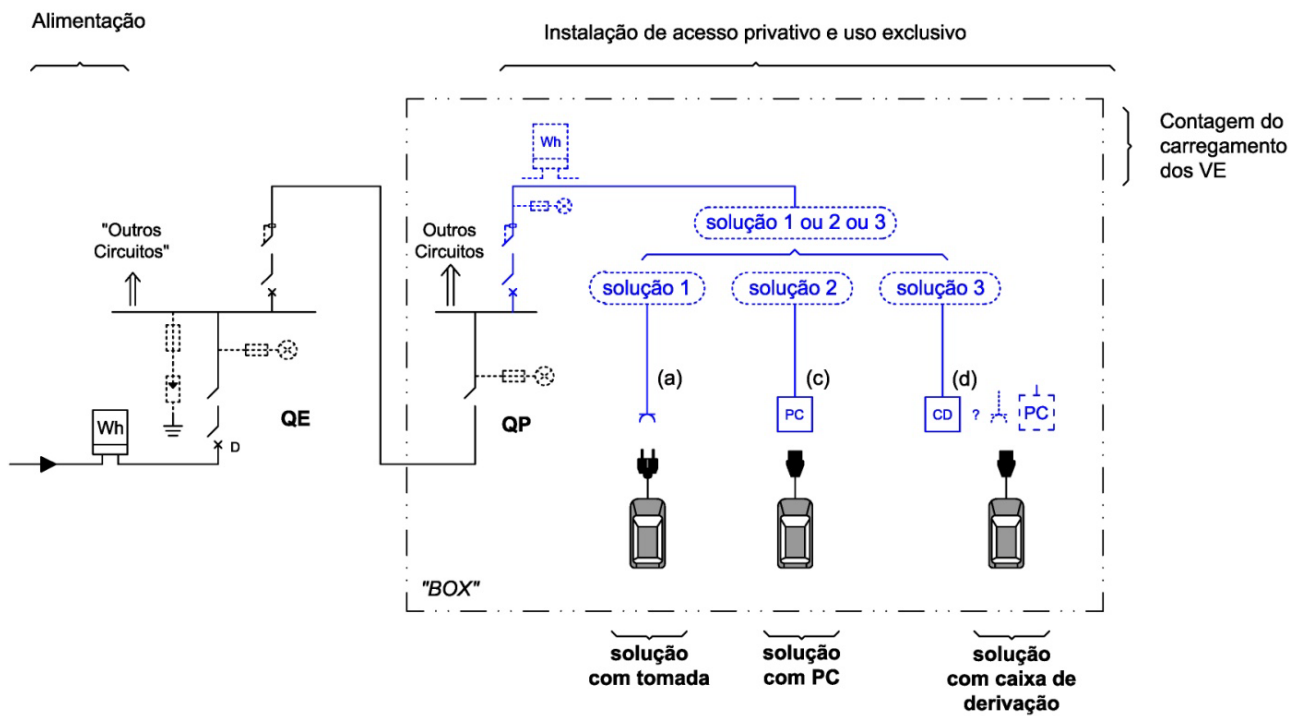 Alimentação
Instalação de acesso privativo e uso exclusivo
Contagem do
carregamento
dos VE
Wh
"Outros
Circuitos"
Outros
Circuitos
solução 1 ou 2 ou 3
solução 1
solução 2
solução 3
(a)
(c)
(d)
PC
CD
?
PC
QE
QP
Wh
D
"BOX"
solução
com tomada
solução
com PC
solução
com caixa de
derivação